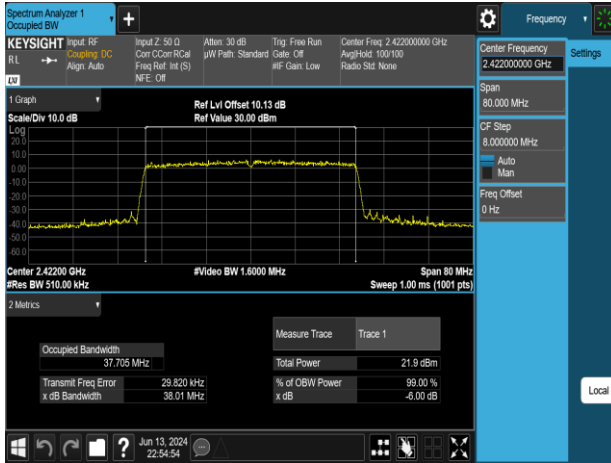 Spectrum Analyzer 1
Occupied BW
+
Frequency
KEYSIGHT
RL
Input: RF
Coupling: DC
Align: Auto
Input Z: 50 Ω
Corr CCorr RCal
Freq Ref: Int (S)
NFE: Off
Atten: 30 dB
µW Path: Standard
Trig: Free Run
Gate: Off
#IF Gain: Low
Center Freq: 2.422000000 GHz
Avg|Hold: 100/100
Radio Std: None
Center Frequency
2.422000000 GHz
Settings
Span
80.000 MHz
CF Step
8.000000 MHz
Auto
Man
Freq Offset
0 Hz
Local
1 Graph
Scale/Div 10.0 dB
Ref Lvl Offset 10.13 dB
Ref Value 30.00 dBm
Log
20.0
10.0
0.00
-10.0
-20.0
-30.0
-40.0
-50.0
-60.0
Center 2.42200 GHz
#Res BW 510.00 kHz
#Video BW 1.6000 MHz
Span 80 MHz
Sweep 1.00 ms (1001 pts)
2 Metrics
Measure Trace Trace 1
Occupied Bandwidth
37.705 MHz
Total Power 21.9 dBm
Transmit Freq Error 29.820 kHz
% of OBW Power 99.00 %
x dB Bandwidth 38.01 MHz
x dB -6.00 dB
?
Jun 13, 2024
22:54:54